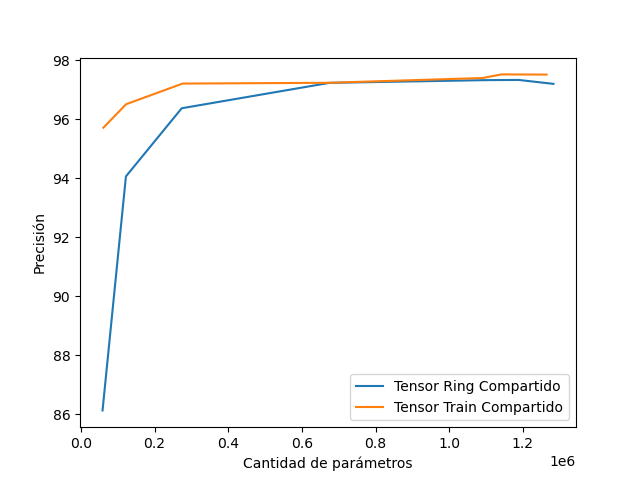 98
96
94
92
90
88
86
Precisión
0.0 0.2 0.4 0.6 0.8 1.0 1.2
1e6
Cantidad de parámetros
Tensor Ring Compartido
Tensor Train Compartido